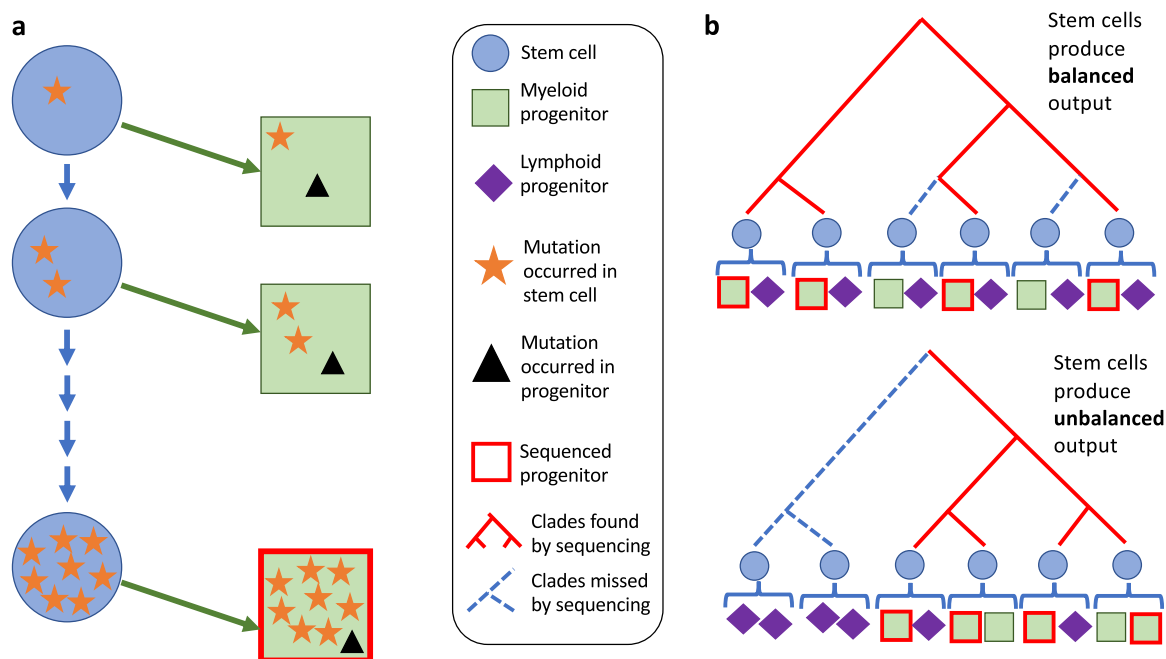 a
Stem cell
Myeloid
progenitor
Lymphoid
progenitor
Mutation
occurred in
stem cell
Mutation
occurred in
progenitor
Sequenced
progenitor
Clades found
by sequencing
Clades missed
by sequencing
b
Stem cells
produce
balanced
output
Stem cells
produce
unbalanced
output